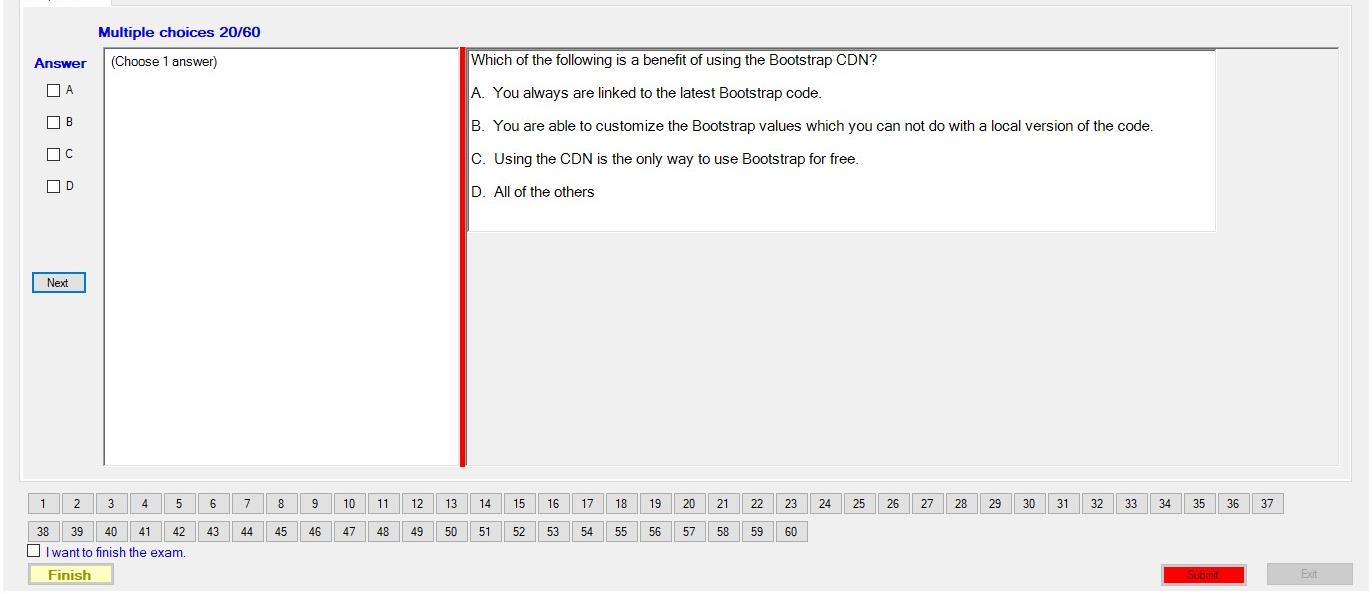 Multiple choices 20/60
Answer
A
B
C
D
Next
(Choose 1 answer)
Which of the following is a benefit of using the Bootstrap CDN?
A. You always are linked to the latest Bootstrap code.
B. You are able to customize the Bootstrap values which you can not do with a local version of the code.
C. Using the CDN is the only way to use Bootstrap for free.
D. All of the others
1 2 3 4 5 6 7 8 9 10 11 12 13 14 15 16 17 18 19 20 21 22 23 24 25 26 27 28 29 30 31 32 33 34 35 36 37
38 39 40 41 42 43 44 45 46 47 48 49 50 51 52 53 54 55 56 57 58 59 60
I want to finish the exam.
Finish
Submit
Exit